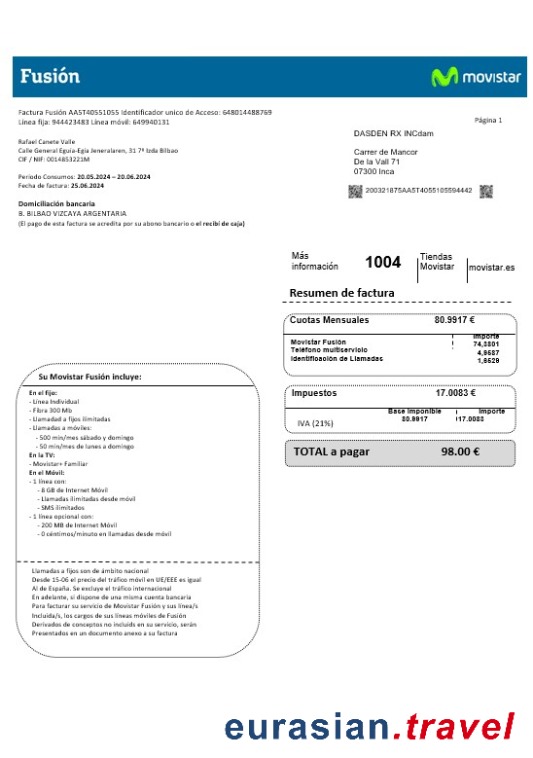 Fusión
movistar
Factura Fusión AA5T40551055 Identificador unico de Acceso: 648014488769
Línea fija: 944423483 Línea móvil: 649940131
Página 1
Rafael Canete Valle
Calle General Eguia-Egía Jeneralaren, 31 7º Izda Bilbao
CIF / NIF: 0014853221M
DASDEN RX INCdam
Carrer de Mancor
De la Vall 71
07300 Inca
Periodo Consumos: 20.05.2024 – 20.06.2024
Fecha de factura: 25.06.2024
200321875AA5T4055105594442
Domiciliación bancaria
B. BILBAO VIZCAYA ARGENTARIA
(El pago de esta factura se acredita por su abono bancario o el recibí de caja)
Más información
1004
Tiendas Movistar
movistar.es
Resumen de factura
Cuotas Mensuales 80.9917 €
Importe
Movistar Fusión 74,3801
Teléfono multiservicio 4,9587
Identificación de Llamadas 1,6528
Impuestos 17.0083 €
Base Imponible Importe
IVA (21%) 80.9917 17.0083
TOTAL a pagar 98.00 €
Su Movistar Fusión incluye:
En el fijo:
- Línea Individual
- Fibra 300 Mb
- Llamadad a fijos ilimitadas
- Llamadas a móviles:
- 500 min/mes sábado y domingo
- 50 min/mes de lunes a domingo
En la TV:
- Movistar+ Familiar
En el Móvil:
- 1 línea con:
- 8 GB de Internet Móvil
- Llamadas ilimitadas desde móvil
- SMS ilimitados
- 1 línea opcional con:
- 200 MB de Internet Móvil
- 0 céntimos/minuto en llamadas desde móvil
Llamadas a fijos son de ámbito nacional
Desde 15-06 el precio del tráfico móvil en UE/EEE es igual
Al de España. Se excluye el tráfico internacional
En adelante, si dispone de una misma cuenta bancaria
Para facturar su servicio de Movistar Fusión y sus línea/s
Incluida/s, los cargos de sus líneas móviles de Fusión
Derivados de conceptos no incluids en su servicio, serán
Presentados en un documento anexo a su factura
eurasian.travel